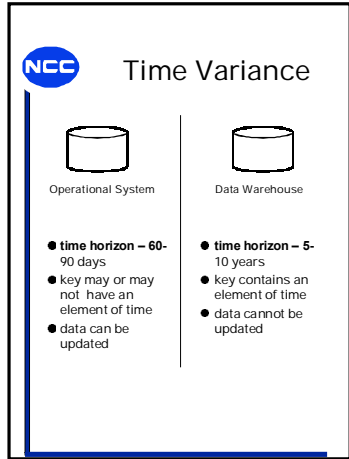 NCC
Time Variance
Operational System
● time horizon – 60-
90 days
● key may or may
not have an
element of time
● data can be
updated
Data Warehouse
● time horizon – 5-
10 years
● key contains an
element of time
● data cannot be
updated